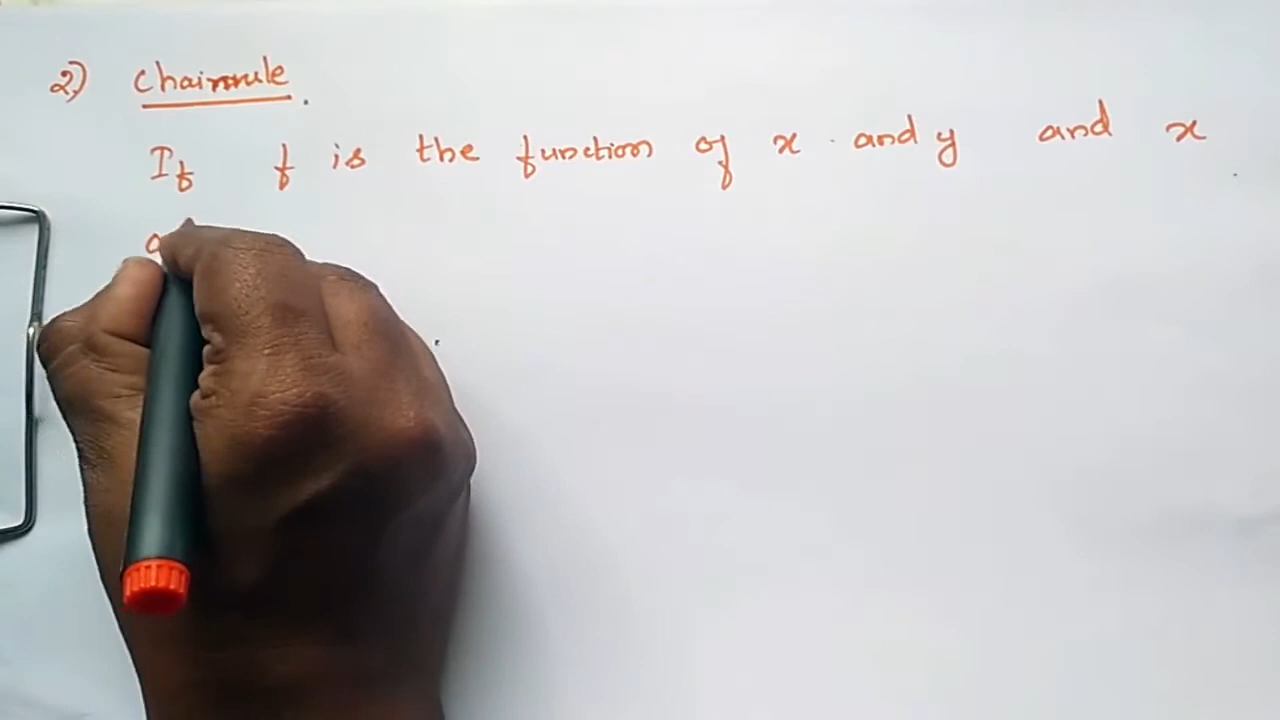 2) Chainrule
If f is the function of x and y and x
a